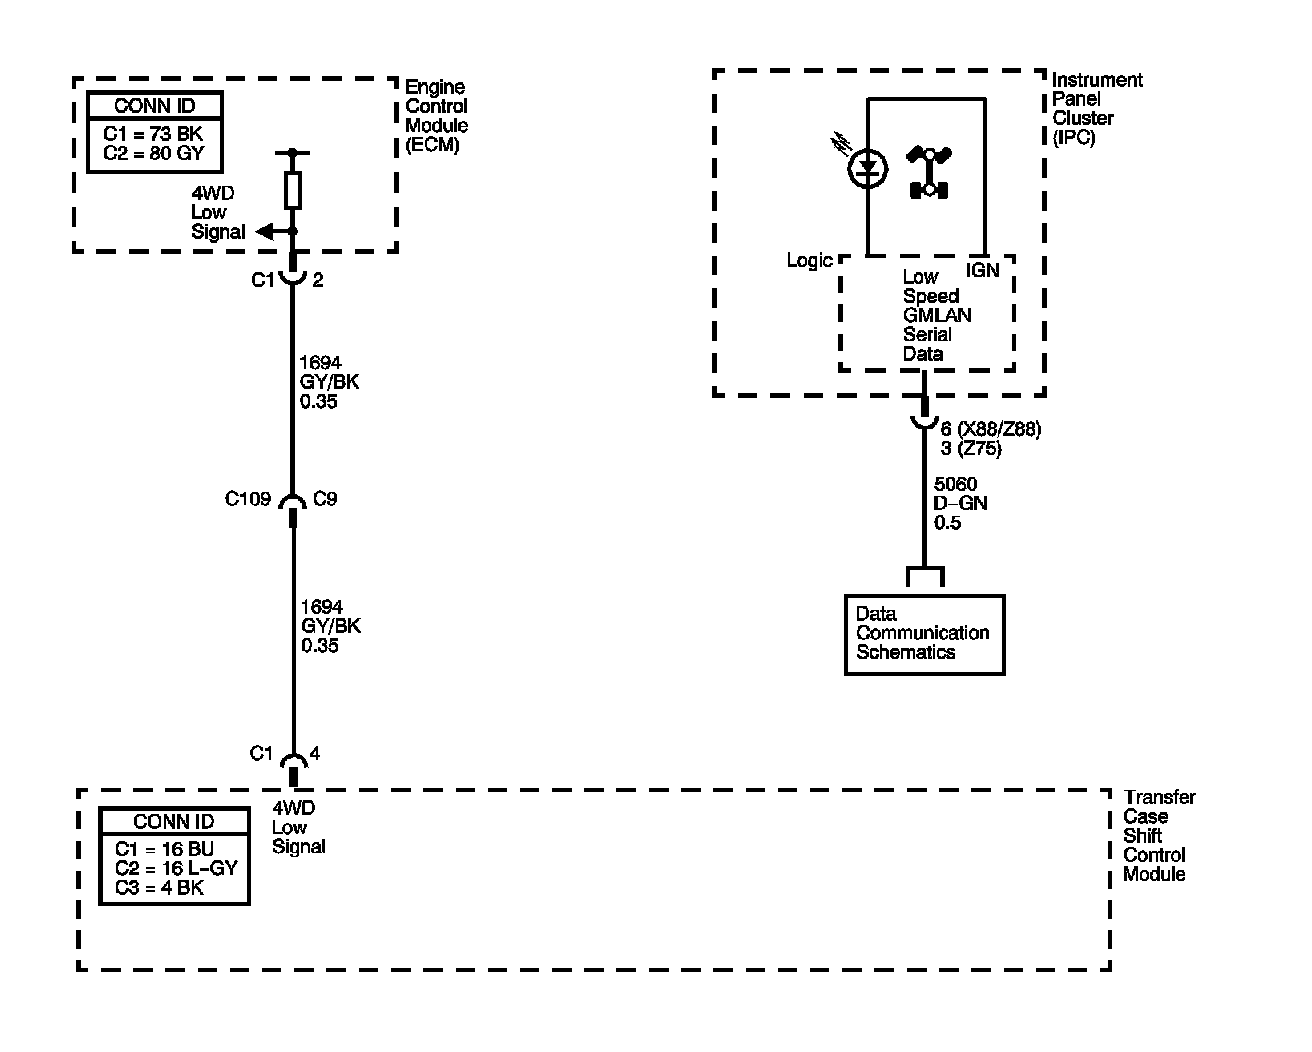 Engine
Control
Module
(ECM)
CONN ID
C1 = 73 BK
C2 = 80 GY
4WD
Low
Signal
C1 2
1694
GY/BK
0.35
C109 C9
1694
GY/BK
0.35
C1 4
4WD
Low
Signal
CONN ID
C1 = 16 BU
C2 = 16 L-GY
C3 = 4 BK
Transfer
Case
Shift
Control
Module
Instrument
Panel
Cluster
(IPC)
Logic
IGN
Low
Speed
GMLAN
Serial
Data
6 (X88/Z88)
3 (Z75)
5060
D-GN
0.5
Data
Communication
Schematics